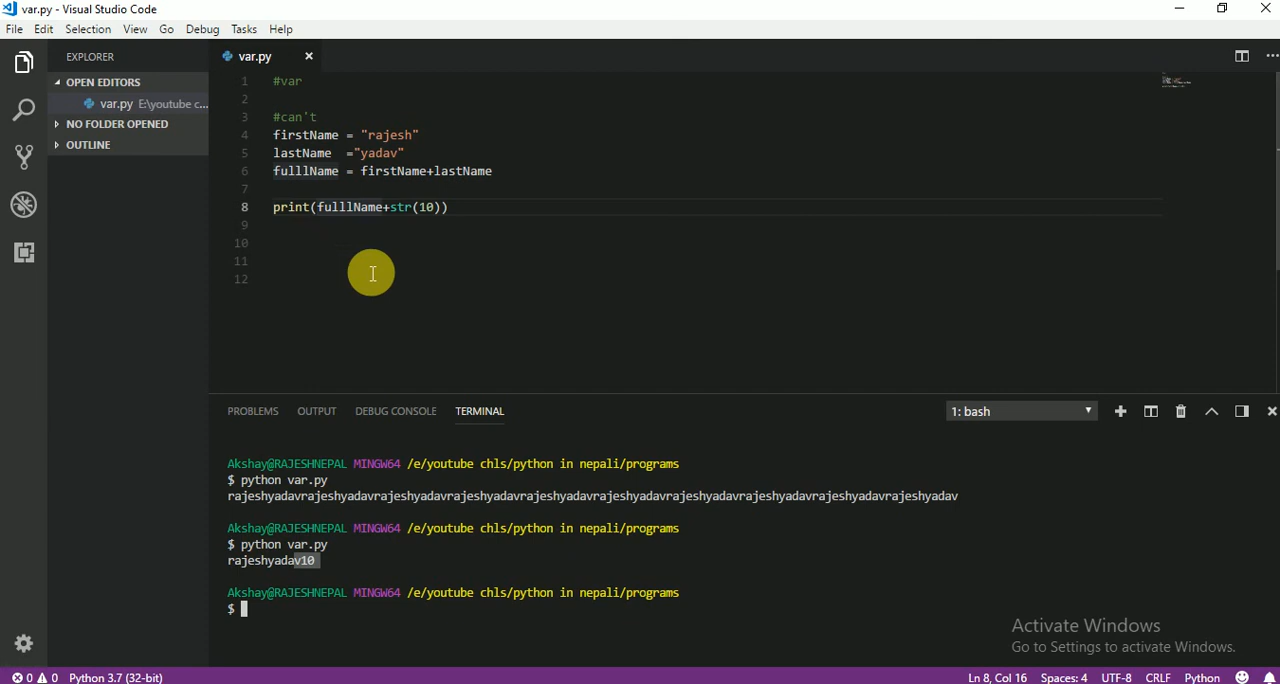 var.py - Visual Studio Code
File Edit Selection View Go Debug Tasks Help
EXPLORER
OPEN EDITORS
var.py E:\youtube c...
NO FOLDER OPENED
OUTLINE
var.py
1 #var
2
3 #can't
4 firstName = "rajesh"
5 lastName ="yadav"
6 fulllName = firstName+lastName
7
8 print(fulllName+str(10))
9
10
11
12
PROBLEMS OUTPUT DEBUG CONSOLE TERMINAL 1: bash
Akshay@RAJESHNEPAL MINGW64 /e/youtube chls/python in nepali/programs
$ python var.py
rajeshyadavrajeshyadavrajeshyadavrajeshyadavrajeshyadavrajeshyadavrajeshyadavrajeshyadavrajeshyadavrajeshyadav
Akshay@RAJESHNEPAL MINGW64 /e/youtube chls/python in nepali/programs
$ python var.py
rajeshyadav10
Akshay@RAJESHNEPAL MINGW64 /e/youtube chls/python in nepali/programs
$
Activate Windows
Go to Settings to activate Windows.
0 0 Python 3.7 (32-bit) Ln 8, Col 16 Spaces: 4 UTF-8 CRLF Python